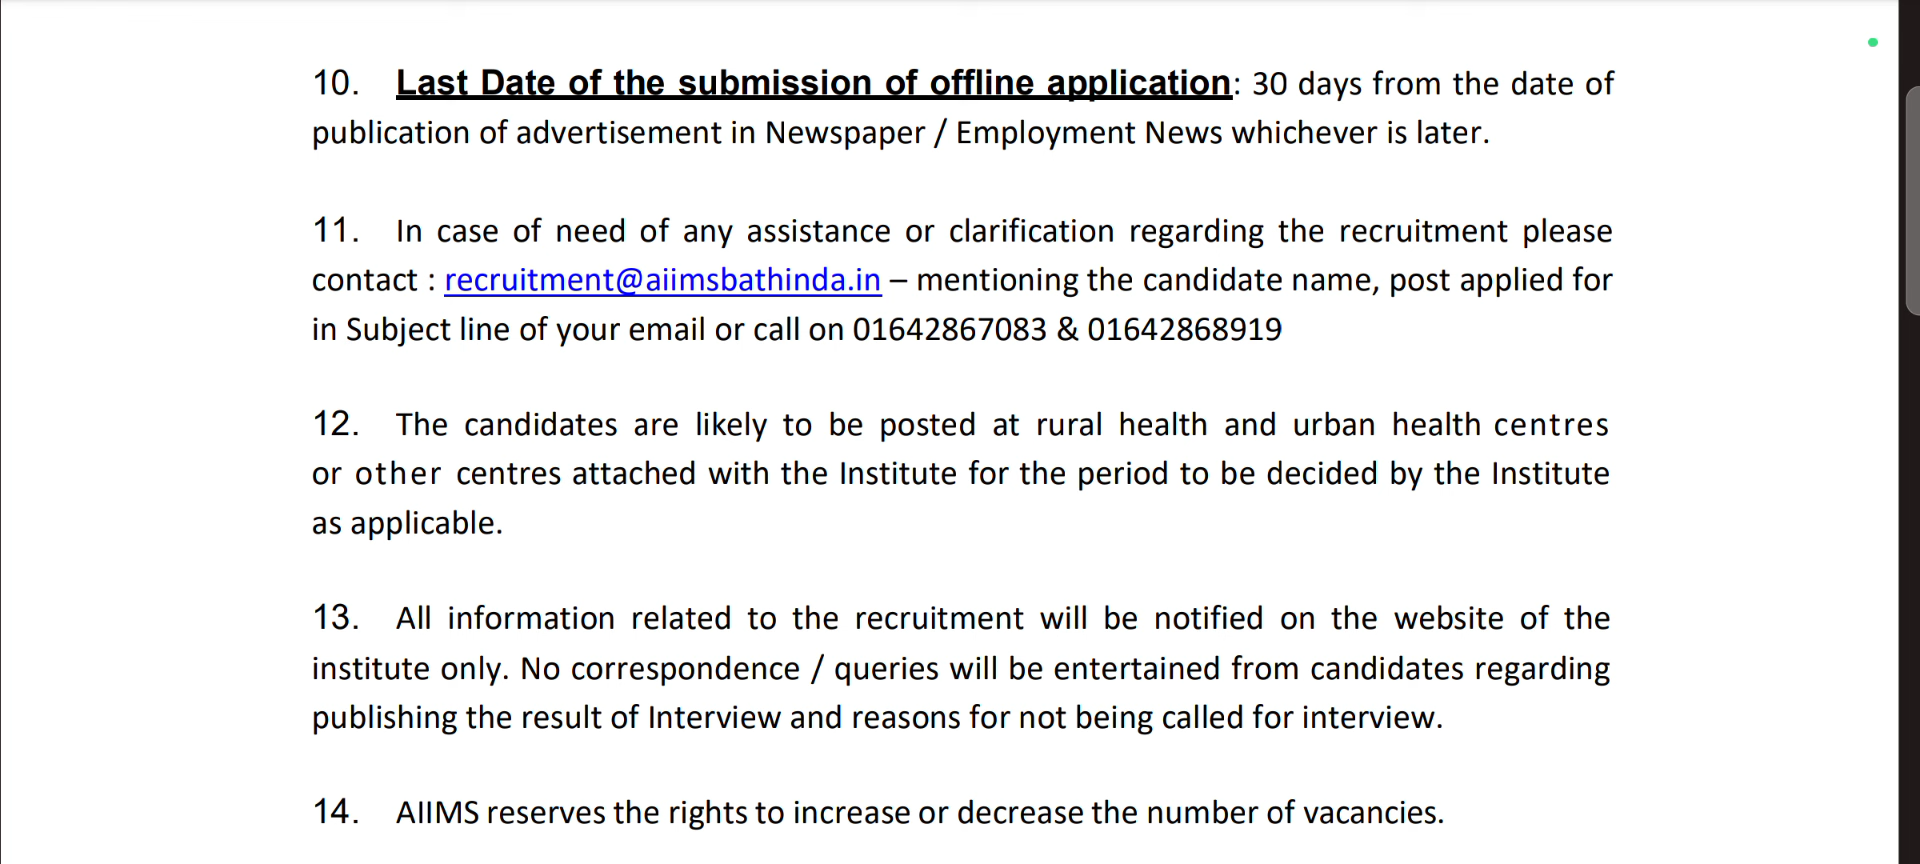 10. Last Date of the submission of offline application: 30 days from the date of
publication of advertisement in Newspaper / Employment News whichever is later.
11. In case of need of any assistance or clarification regarding the recruitment please
contact : recruitment@aiimsbathinda.in – mentioning the candidate name, post applied for
in Subject line of your email or call on 01642867083 & 01642868919
12. The candidates are likely to be posted at rural health and urban health centres
or other centres attached with the Institute for the period to be decided by the Institute
as applicable.
13. All information related to the recruitment will be notified on the website of the
institute only. No correspondence / queries will be entertained from candidates regarding
publishing the result of Interview and reasons for not being called for interview.
14. AIIMS reserves the rights to increase or decrease the number of vacancies.